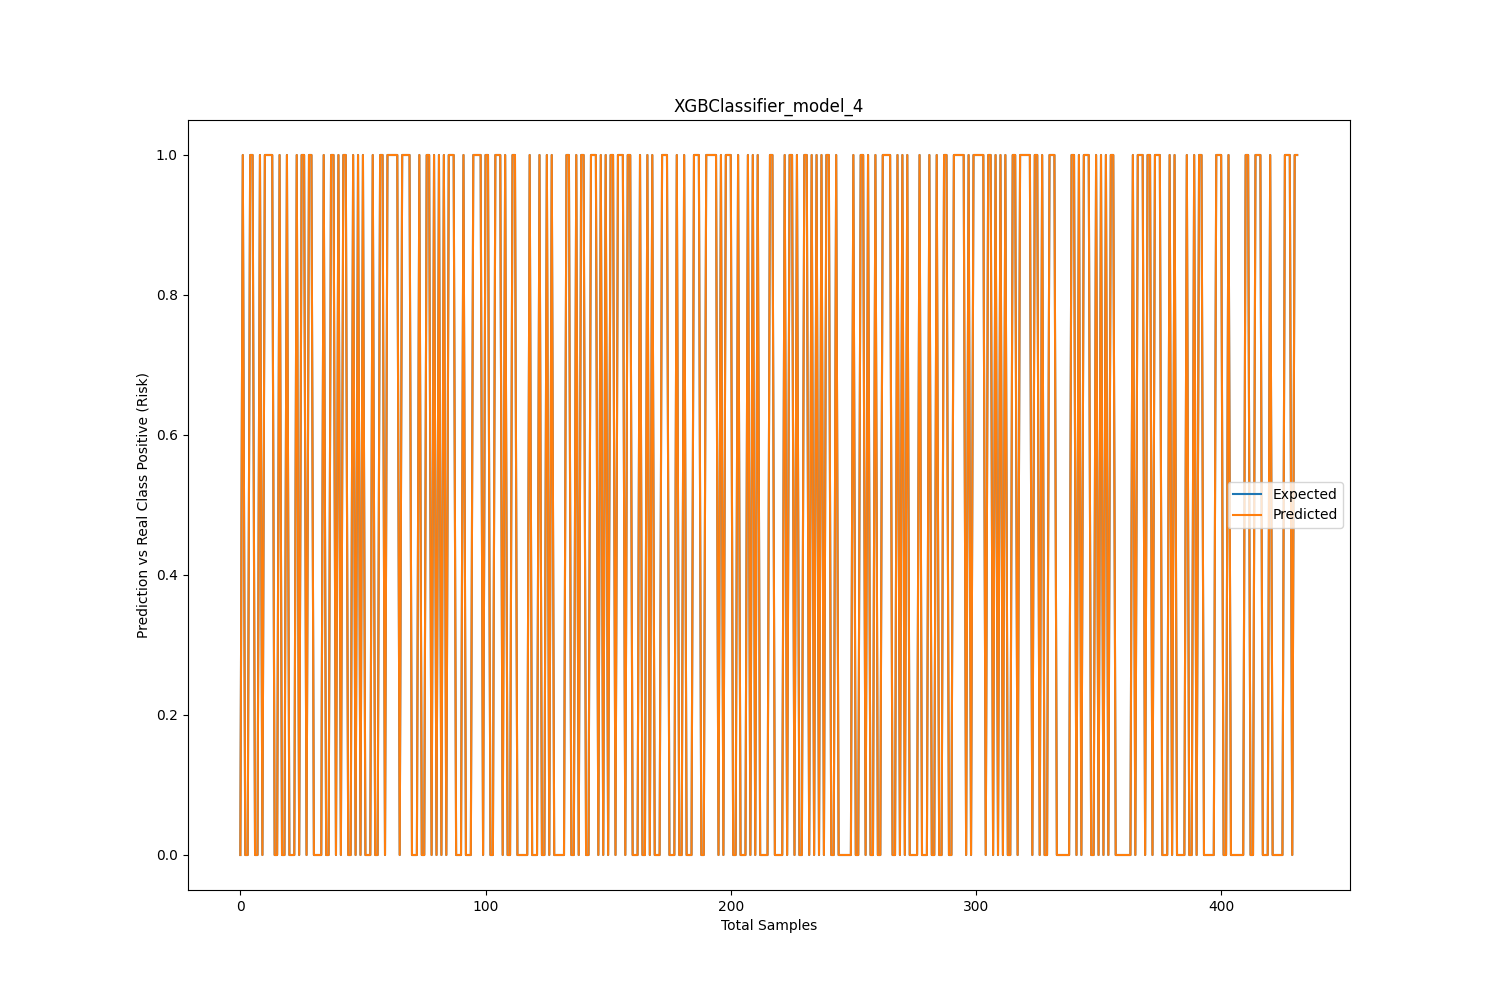 XGBClassifier_model_4
Prediction vs Real Class Positive (Risk)
1.0
0.8
0.6
0.4
0.2
0.0
Expected
Predicted
0 100 200 300 400
Total Samples